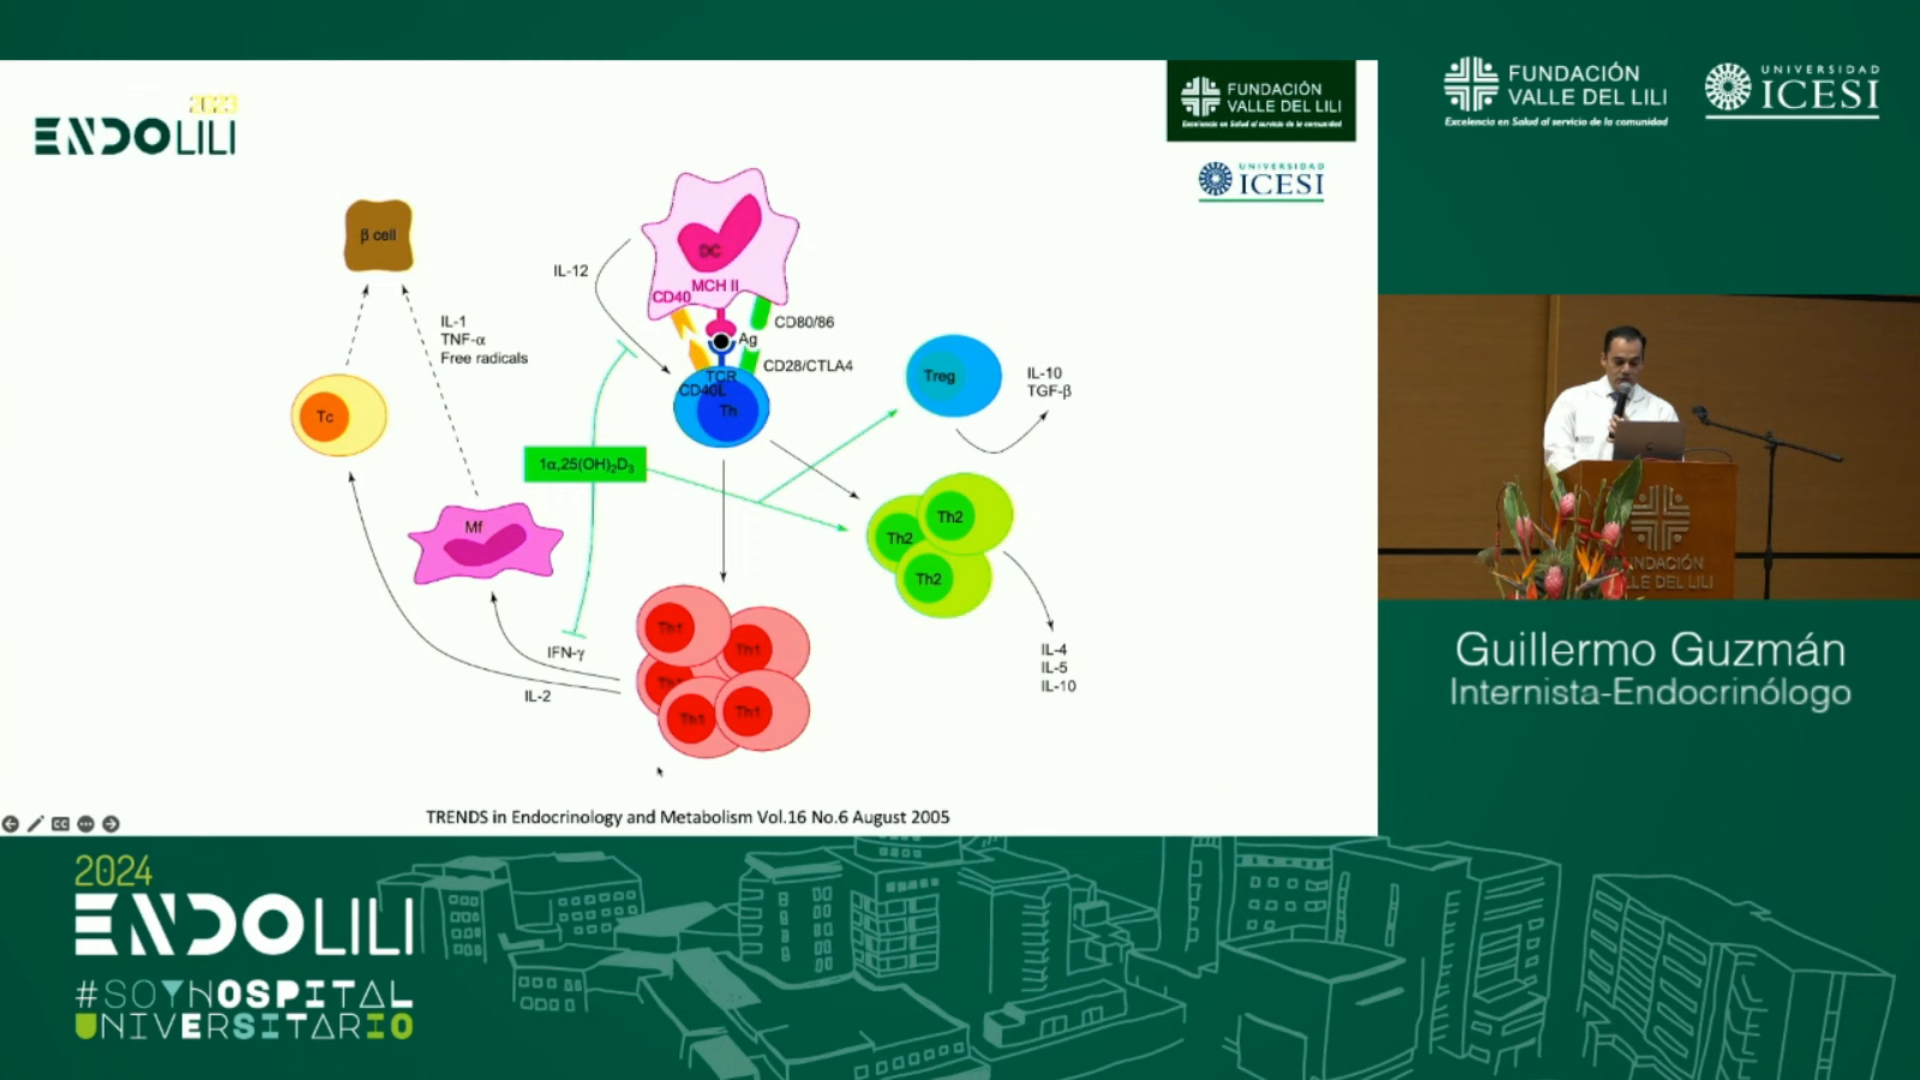 2023
ENDOLILI
FUNDACIÓN
VALLE DEL LILI
Excelencia en Salud al servicio de la comunidad
UNIVERSIDAD
ICESI
β cell
IL-12
DC
MCH II
CD40
CD80/86
Ag
CD28/CTLA4
TCR
CD40L
Th
IL-1
TNF-α
Free radicals
Tc
Treg
IL-10
TGF-β
1α,25(OH)₂D₃
Mf
Th2
Th2
Th2
Th1
Th1
Th1
Th1
Th1
IFN-γ
IL-2
IL-4
IL-5
IL-10
TRENDS in Endocrinology and Metabolism Vol.16 No.6 August 2005
CC
FUNDACIÓN
VALLE DEL LILI
Excelencia en Salud al servicio de la comunidad
UNIVERSIDAD
ICESI
FUNDACIÓN
VALLE DEL LILI
Guillermo Guzmán
Internista-Endocrinólogo
2024
ENDOLILI
#SOYHOSPITAL
UNIVERSITARIO